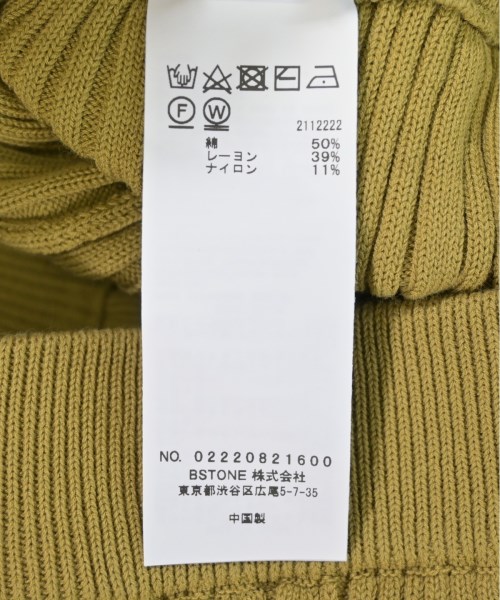 F W
2112222
綿 50%
レーヨン 39%
ナイロン 11%
NO. 02220821600
BSTONE 株式会社
東京都渋谷区広尾5-7-35
中国製